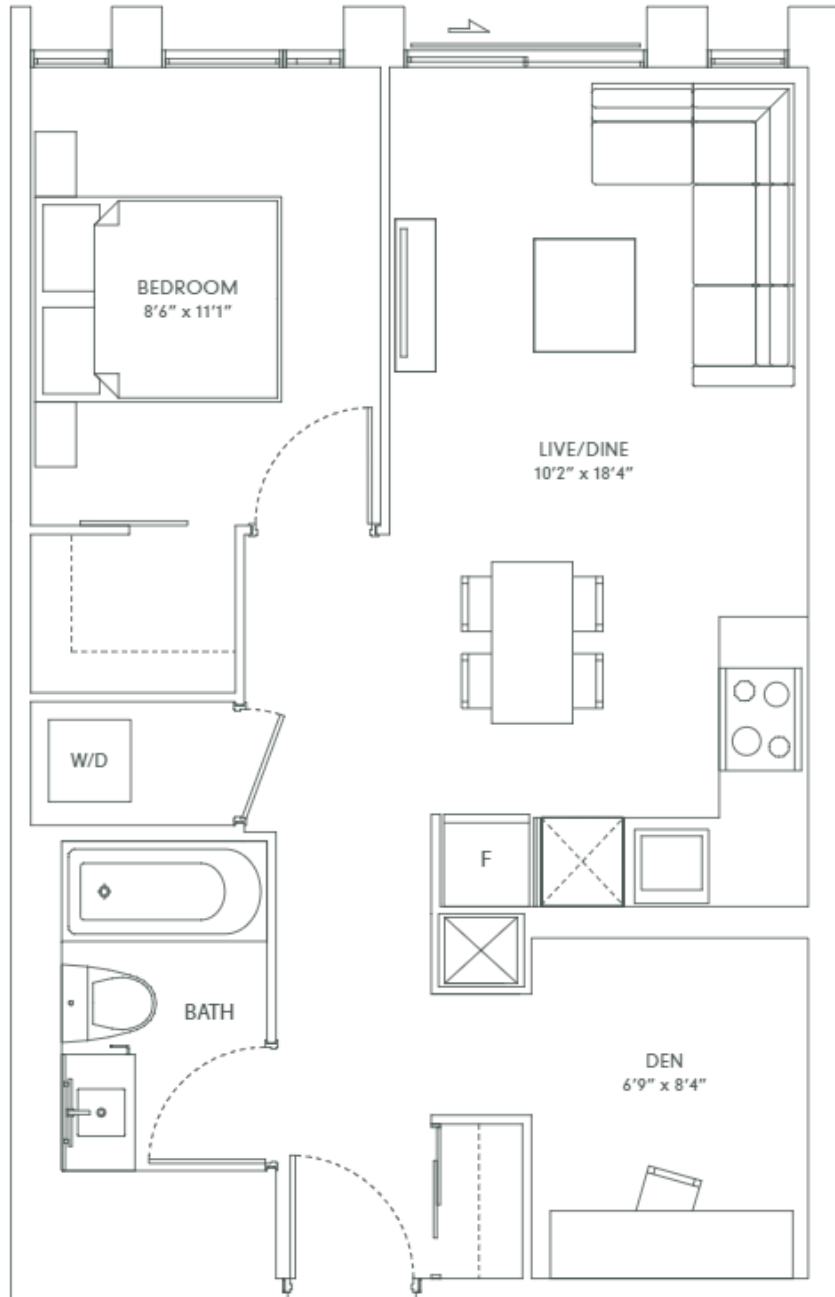 BEDROOM
8'6" x 11'1"
LIVE/DINE
10'2" x 18'4"
W/D
F
BATH
DEN
6'9" x 8'4"